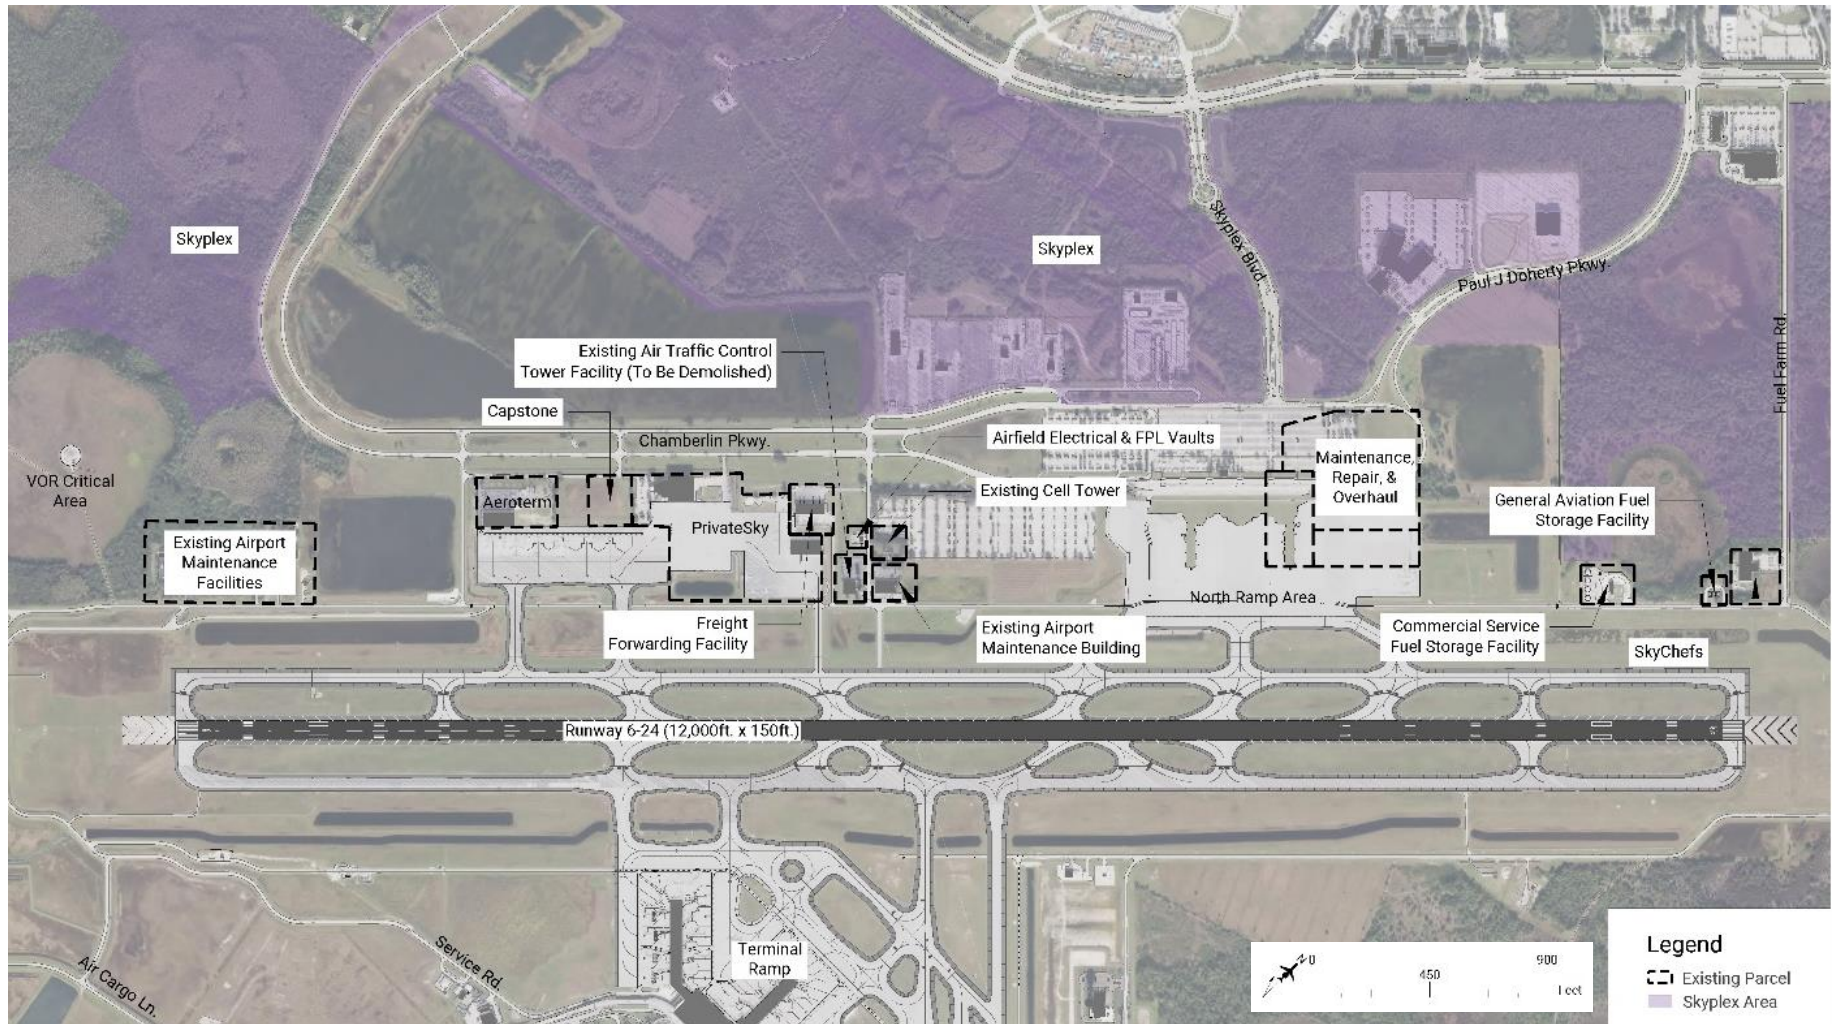 Skyplex
Skyplex
Skyplex Blvd.
Paul J Doherty Pkwy.
Fuel Farm Rd.
Existing Air Traffic Control
Tower Facility (To Be Demolished)
Capstone
Chamberlin Pkwy.
Airfield Electrical & FPL Vaults
Existing Cell Tower
Maintenance,
Repair, &
Overhaul
VOR Critical
Area
Aeroterm
PrivateSky
General Aviation Fuel
Storage Facility
Existing Airport
Maintenance
Facilities
North Ramp Area
Freight
Forwarding Facility
Existing Airport
Maintenance Building
Commercial Service
Fuel Storage Facility
SkyChefs
Runway 6-24 (12,000ft. x 150ft.)
Terminal
Ramp
Service Rd.
Air Cargo Ln.
N
0
450
900
Feet
Legend
Existing Parcel
Skyplex Area